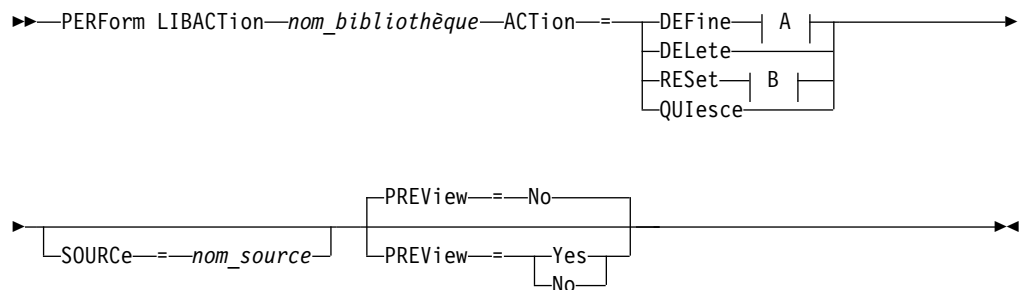 PERForm LIBACTion nom_bibliothèque ACTion = DEFine A
DELete
RESet B
QUIesce
PREView = No
SOURCe = nom_source PREView = Yes
No